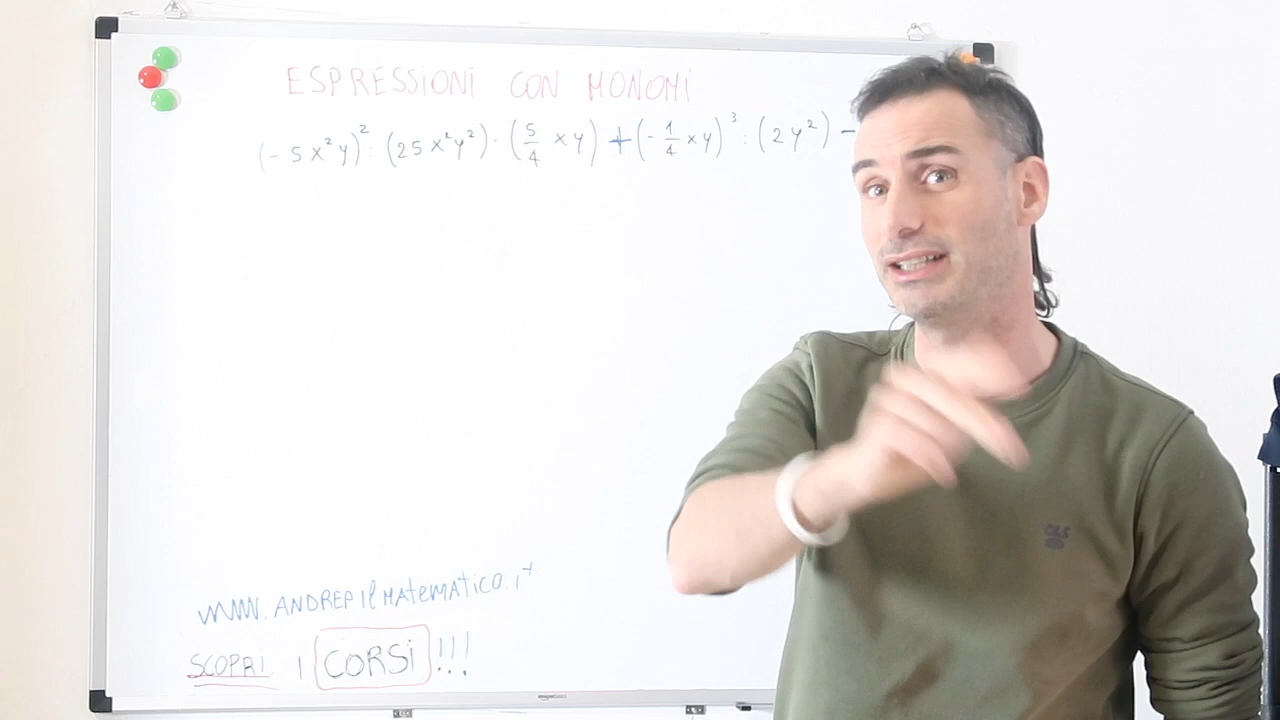 ESPRESSIONI CON MONOMI
(-5x²y)² : (25x²y²) · (5/4 xy) + (-1/4 xy)³ : (2y²) -
www.ANDREAilMATEMATICO.it
SCOPRI I CORSI !!!